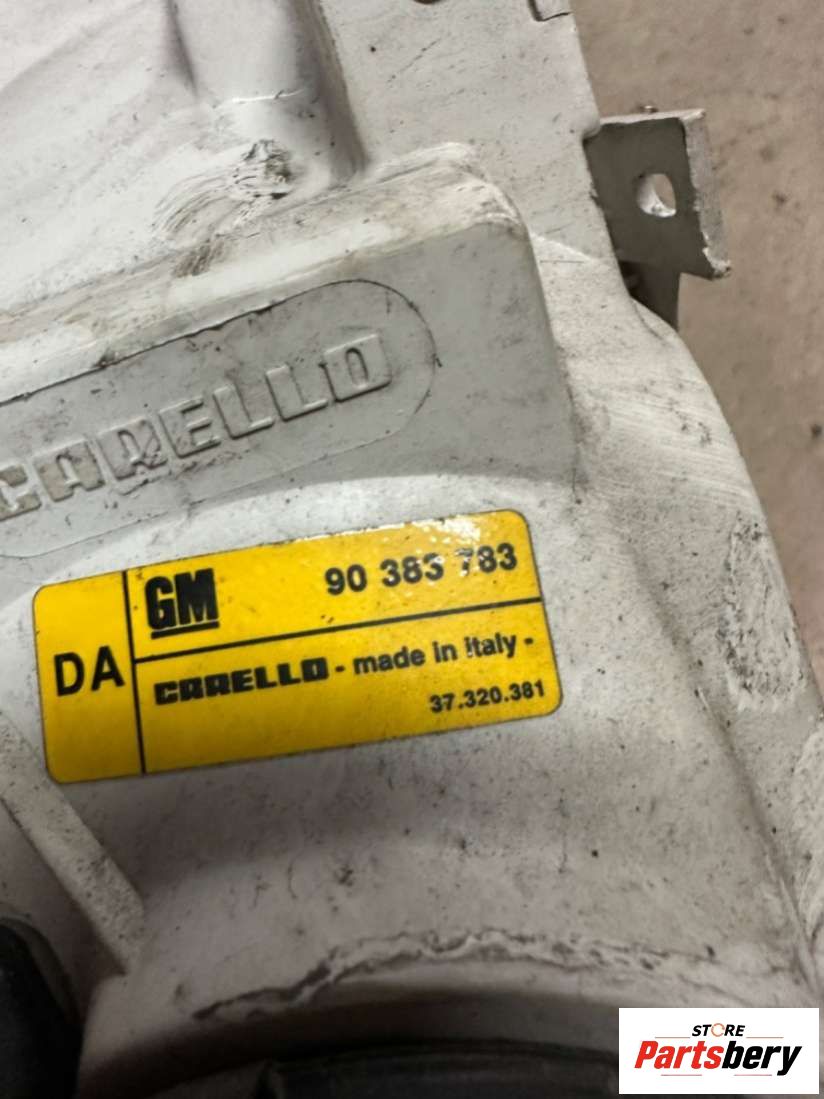 CARELLO
DA
GM 90 383 783
CARELLO - made in Italy -
37.320.381
STORE
Partsbery